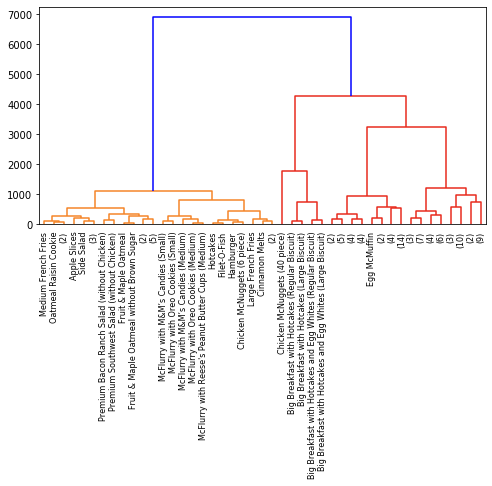 7000
6000
5000
4000
3000
2000
1000
0
Medium French Fries
Oatmeal Raisin Cookie
(2)
Apple Slices
Side Salad
(3)
Premium Bacon Ranch Salad (without Chicken)
Premium Southwest Salad (without Chicken)
Fruit & Maple Oatmeal
Fruit & Maple Oatmeal without Brown Sugar
(2)
(5)
McFlurry with M&M's Candies (Small)
McFlurry with Oreo Cookies (Small)
McFlurry with M&M's Candies (Medium)
McFlurry with Oreo Cookies (Medium)
McFlurry with Reese's Peanut Butter Cups (Medium)
Hotcakes
Filet-O-Fish
Hamburger
Chicken McNuggets (6 piece)
Large French Fries
Cinnamon Melts
(2)
Chicken McNuggets (40 piece)
Big Breakfast with Hotcakes (Regular Biscuit)
Big Breakfast with Hotcakes (Large Biscuit)
Big Breakfast with Hotcakes and Egg Whites (Regular Biscuit)
Big Breakfast with Hotcakes and Egg Whites (Large Biscuit)
(2)
(5)
(4)
(4)
Egg McMuffin
(2)
(4)
(14)
(3)
(7)
(4)
(6)
(3)
(10)
(2)
(9)